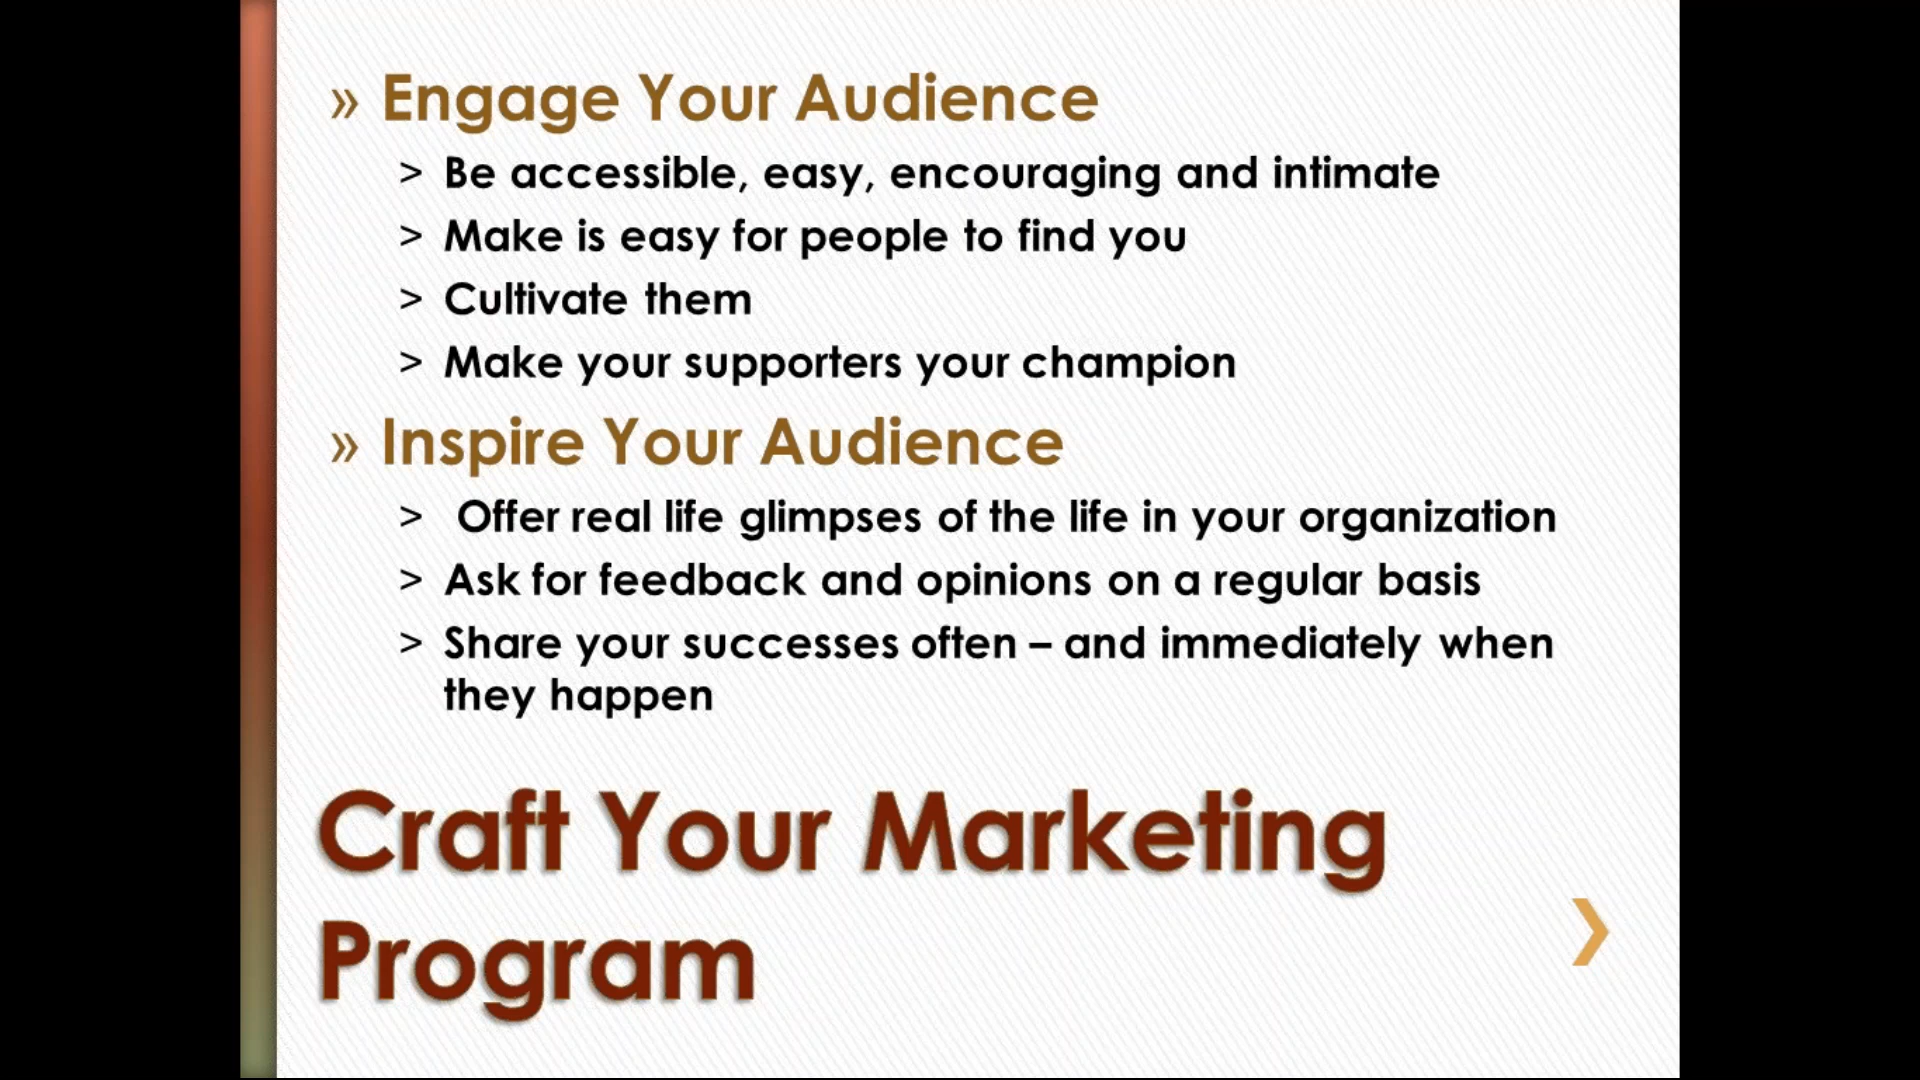 » Engage Your Audience
> Be accessible, easy, encouraging and intimate
> Make is easy for people to find you
> Cultivate them
> Make your supporters your champion
» Inspire Your Audience
> Offer real life glimpses of the life in your organization
> Ask for feedback and opinions on a regular basis
> Share your successes often – and immediately when
they happen
Craft Your Marketing
Program